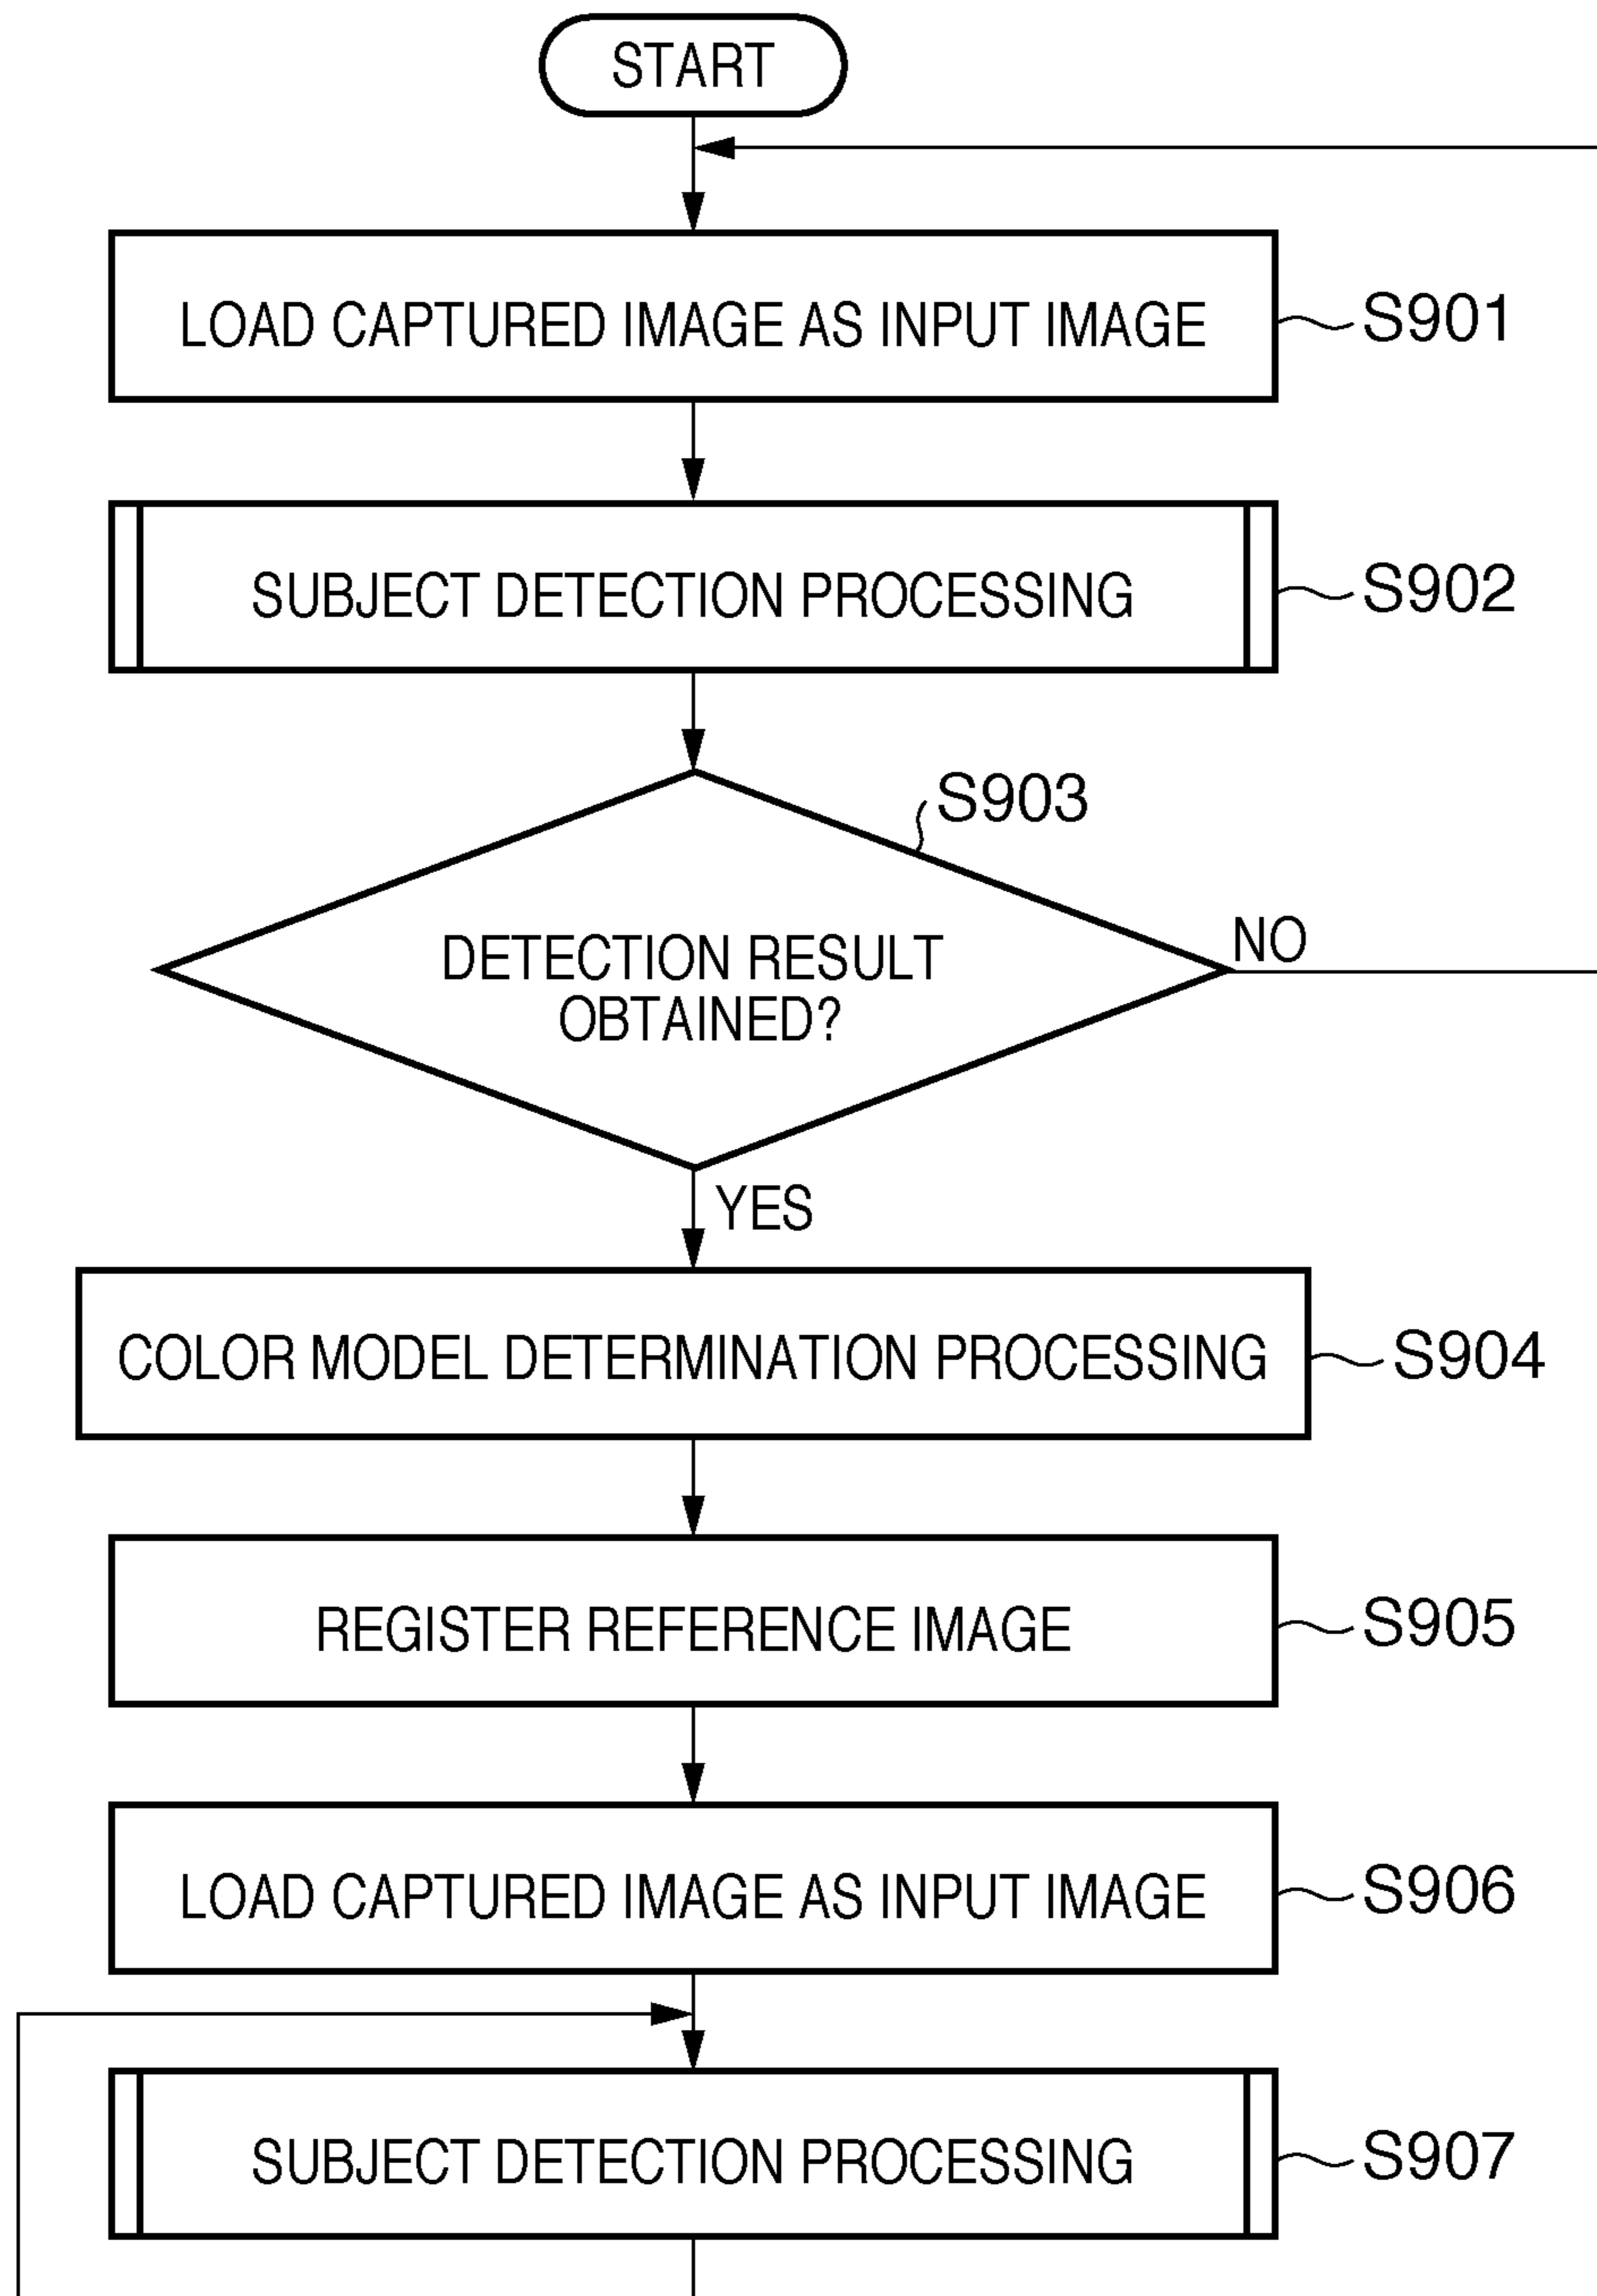 START
LOAD CAPTURED IMAGE AS INPUT IMAGE
S901
SUBJECT DETECTION PROCESSING
S902
S903
DETECTION RESULT
OBTAINED?
NO
YES
COLOR MODEL DETERMINATION PROCESSING
S904
REGISTER REFERENCE IMAGE
S905
LOAD CAPTURED IMAGE AS INPUT IMAGE
S906
SUBJECT DETECTION PROCESSING
S907